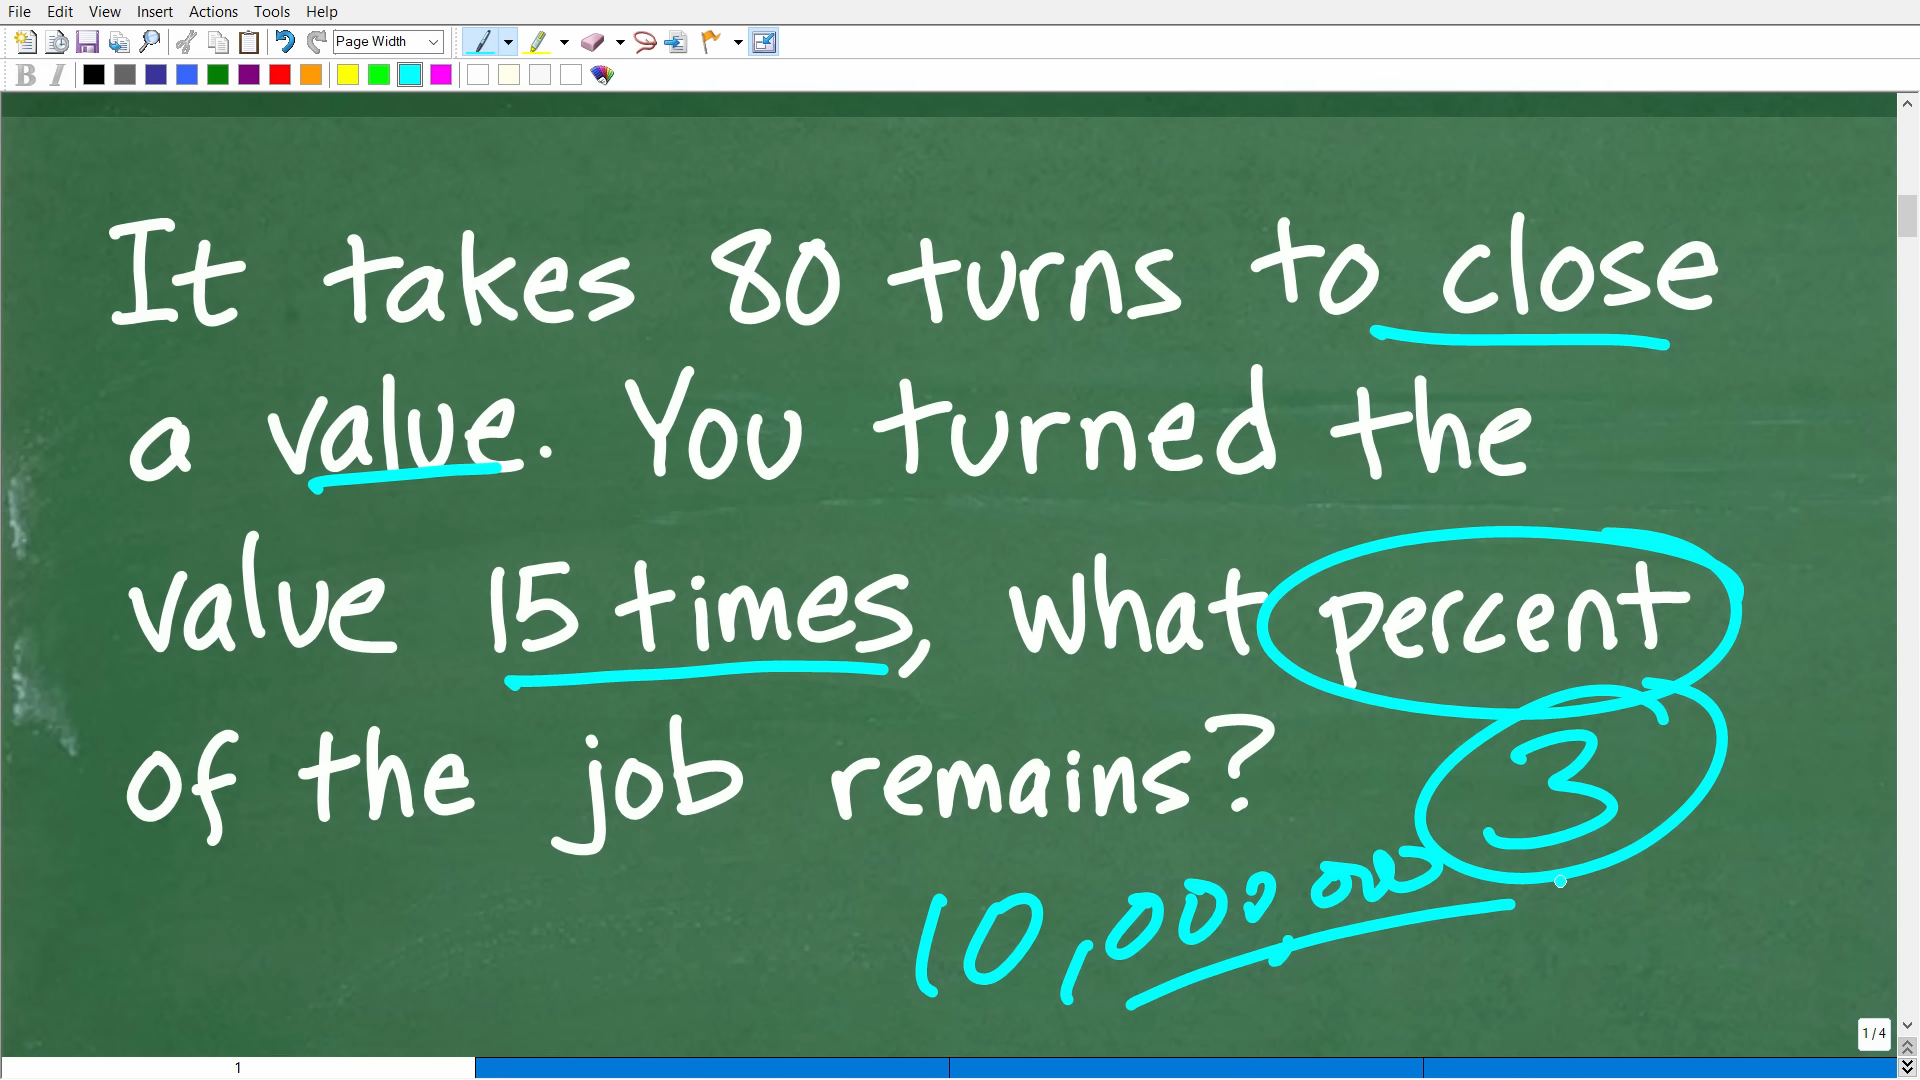 File Edit View Insert Actions Tools Help
Page Width
B I
It takes 80 turns to close
a value. You turned the
value 15 times, what percent
of the job remains?
3
10,000,000
1 / 4
1